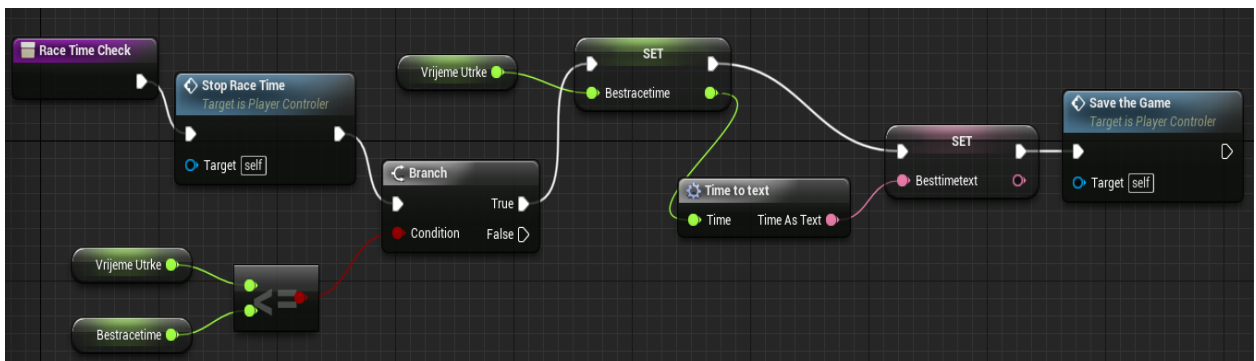 Race Time Check
Stop Race Time
Target is Player Controler
Target self
Vrijeme Utrke
Bestracetime
<=
Branch
True
Condition
False
Vrijeme Utrke
SET
Bestracetime
Time to text
Time
Time As Text
SET
Besttimetext
Save the Game
Target is Player Controler
Target self